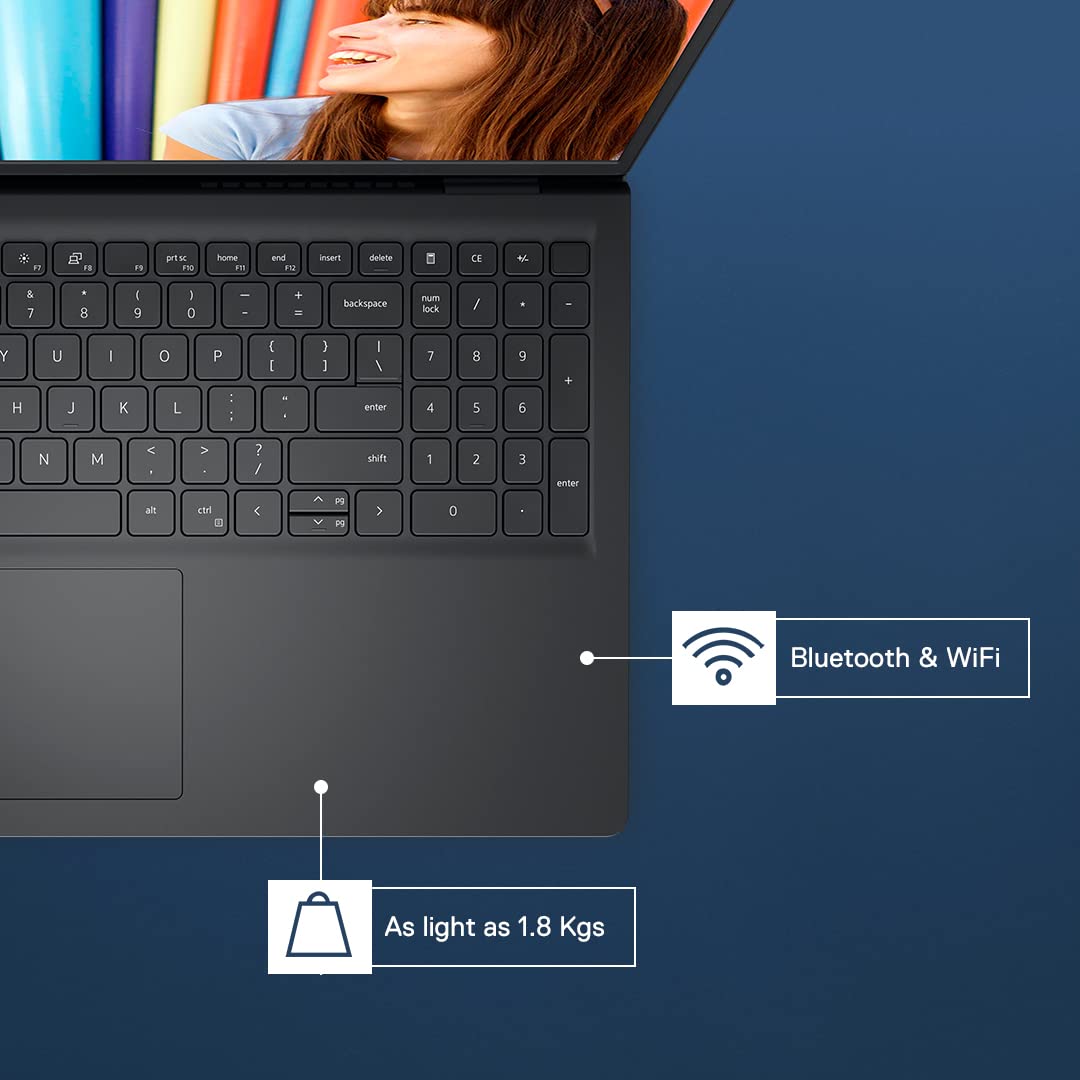 F7 F8 F9 prt sc F10 home F11 end F12 insert delete CE +/-
& 7 * 8 ( 9 ) 0 — - + = backspace num lock / * -
Y U I O P { [ } ] | \ 7 8 9 +
H J K L : ; “ ‘ enter 4 5 6
N M < , > . ? / shift 1 2 3 enter
alt ctrl < ^ pg v pg > 0 .
Bluetooth & WiFi
As light as 1.8 Kgs